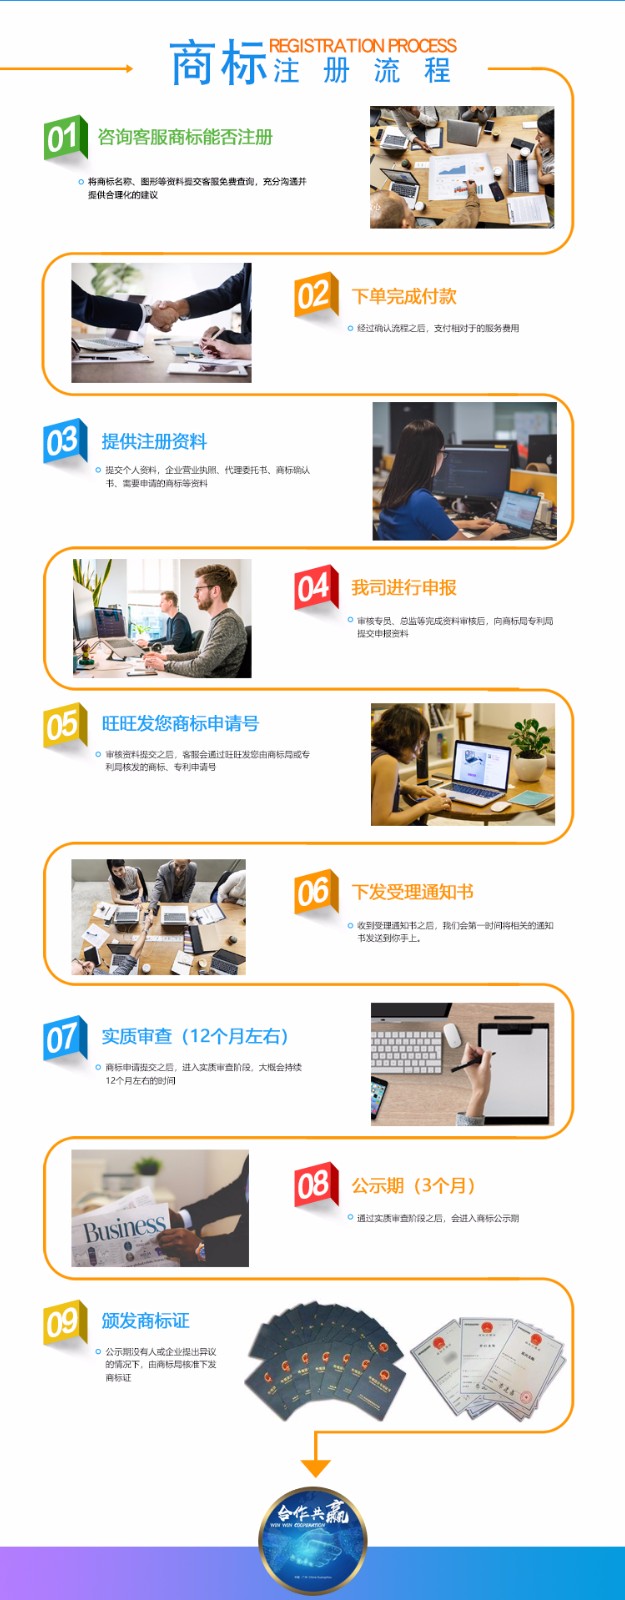 商标
REGISTRATION PROCESS
注册流程
01
咨询客服商标能否注册
将商标名称、图形等资料提交客服免费查询，充分沟通并
提供合理化的建议
02
下单完成付款
经过确认流程之后，支付相对于的服务费用
03
提供注册资料
提交个人资料，企业营业执照、代理委托书、商标确认
书、需要申请的商标等资料
04
我司进行申报
审核专员、总监等完成资料审核后，向商标局专利局
提交申报资料
05
旺旺发您商标申请号
审核资料提交之后，客服会通过旺旺发您由商标局或专
利局核发的商标、专利申请号
06
下发受理通知书
收到受理通知书之后，我们会第一时间将相关的通知
书发送到你手上。
07
实质审查（12个月左右）
商标申请提交之后，进入实质审查阶段，大概会持续
12个月左右的时间
08
公示期（3个月）
通过实质审查阶段之后，会进入商标公示期
Business
09
颁发商标证
公示期没有人或企业提出异议
的情况下，由商标局核准下发
商标证
合作共赢
WIN WIN COOPERATION